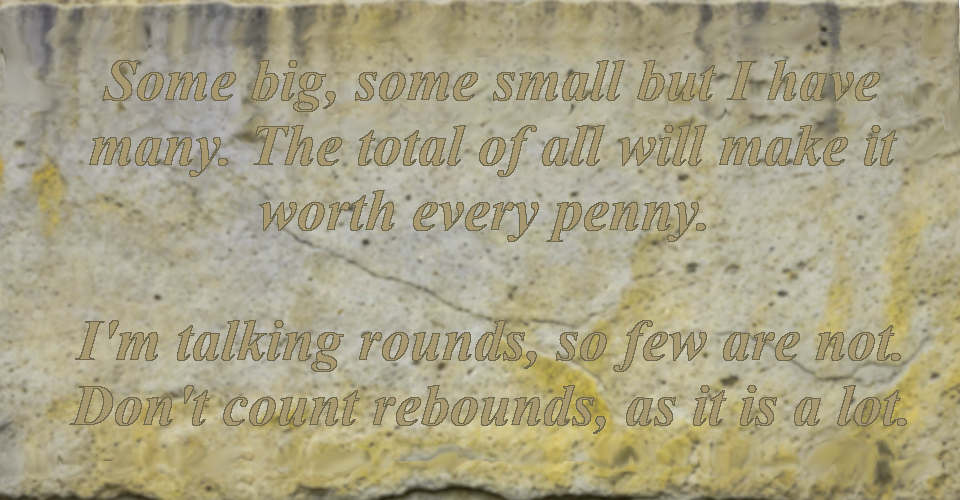 Some big, some small but I have
many. The total of all will make it
worth every penny.
I'm talking rounds, so few are not.
Don't count rebounds, as it is a lot.